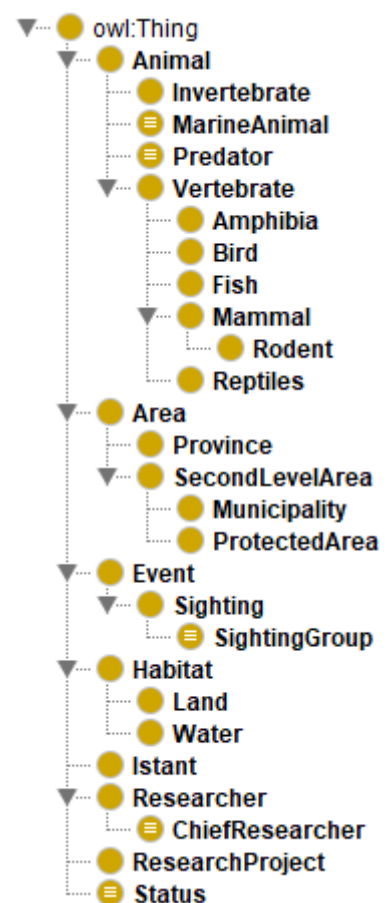 owl:Thing
Animal
Invertebrate
MarineAnimal
Predator
Vertebrate
Amphibia
Bird
Fish
Mammal
Rodent
Reptiles
Area
Province
SecondLevelArea
Municipality
ProtectedArea
Event
Sighting
SightingGroup
Habitat
Land
Water
Istant
Researcher
ChiefResearcher
ResearchProject
Status